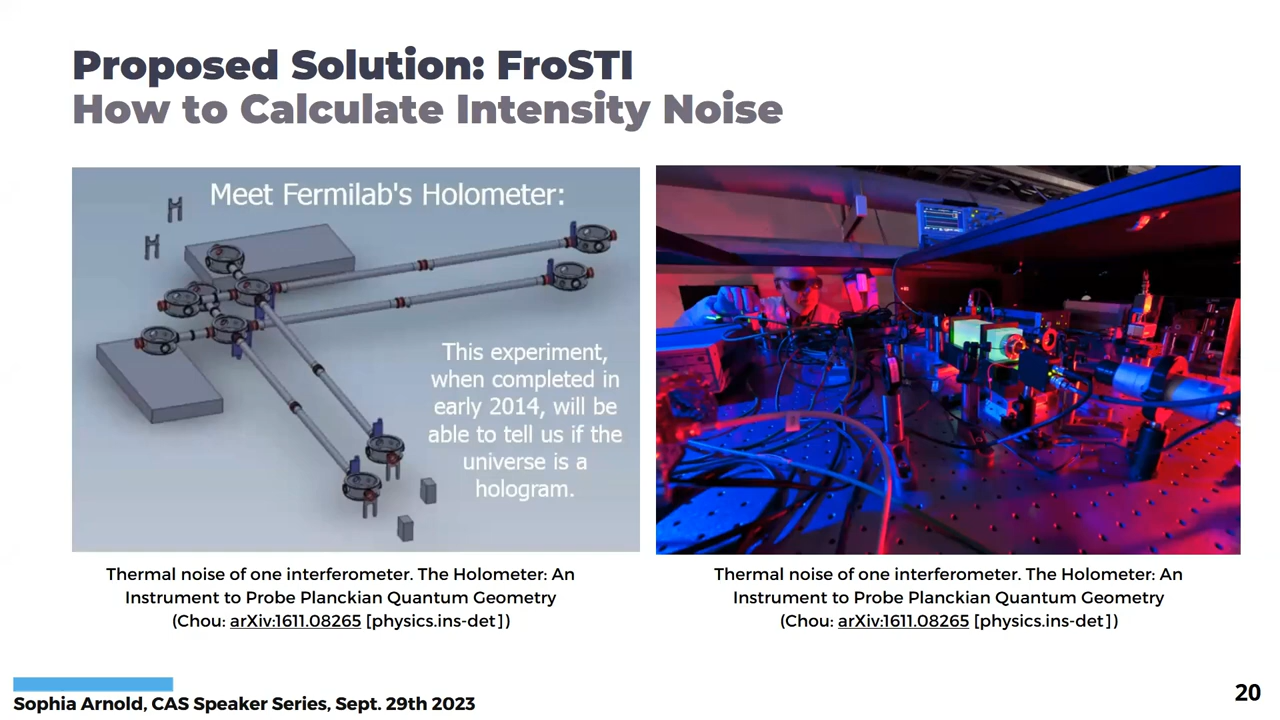 Proposed Solution: FroSTI
How to Calculate Intensity Noise
Meet Fermilab's Holometer:
This experiment,
when completed in
early 2014, will be
able to tell us if the
universe is a
hologram.
Thermal noise of one interferometer. The Holometer: An
Instrument to Probe Planckian Quantum Geometry
(Chou: arXiv:1611.08265 [physics.ins-det])
Thermal noise of one interferometer. The Holometer: An
Instrument to Probe Planckian Quantum Geometry
(Chou: arXiv:1611.08265 [physics.ins-det])
Sophia Arnold, CAS Speaker Series, Sept. 29th 2023
20